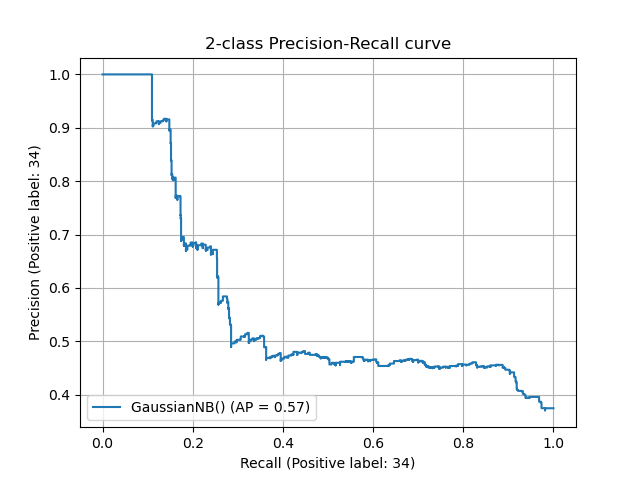 2-class Precision-Recall curve
Precision (Positive label: 34)
1.0
0.9
0.8
0.7
0.6
0.5
0.4
GaussianNB() (AP = 0.57)
0.0 0.2 0.4 0.6 0.8 1.0
Recall (Positive label: 34)